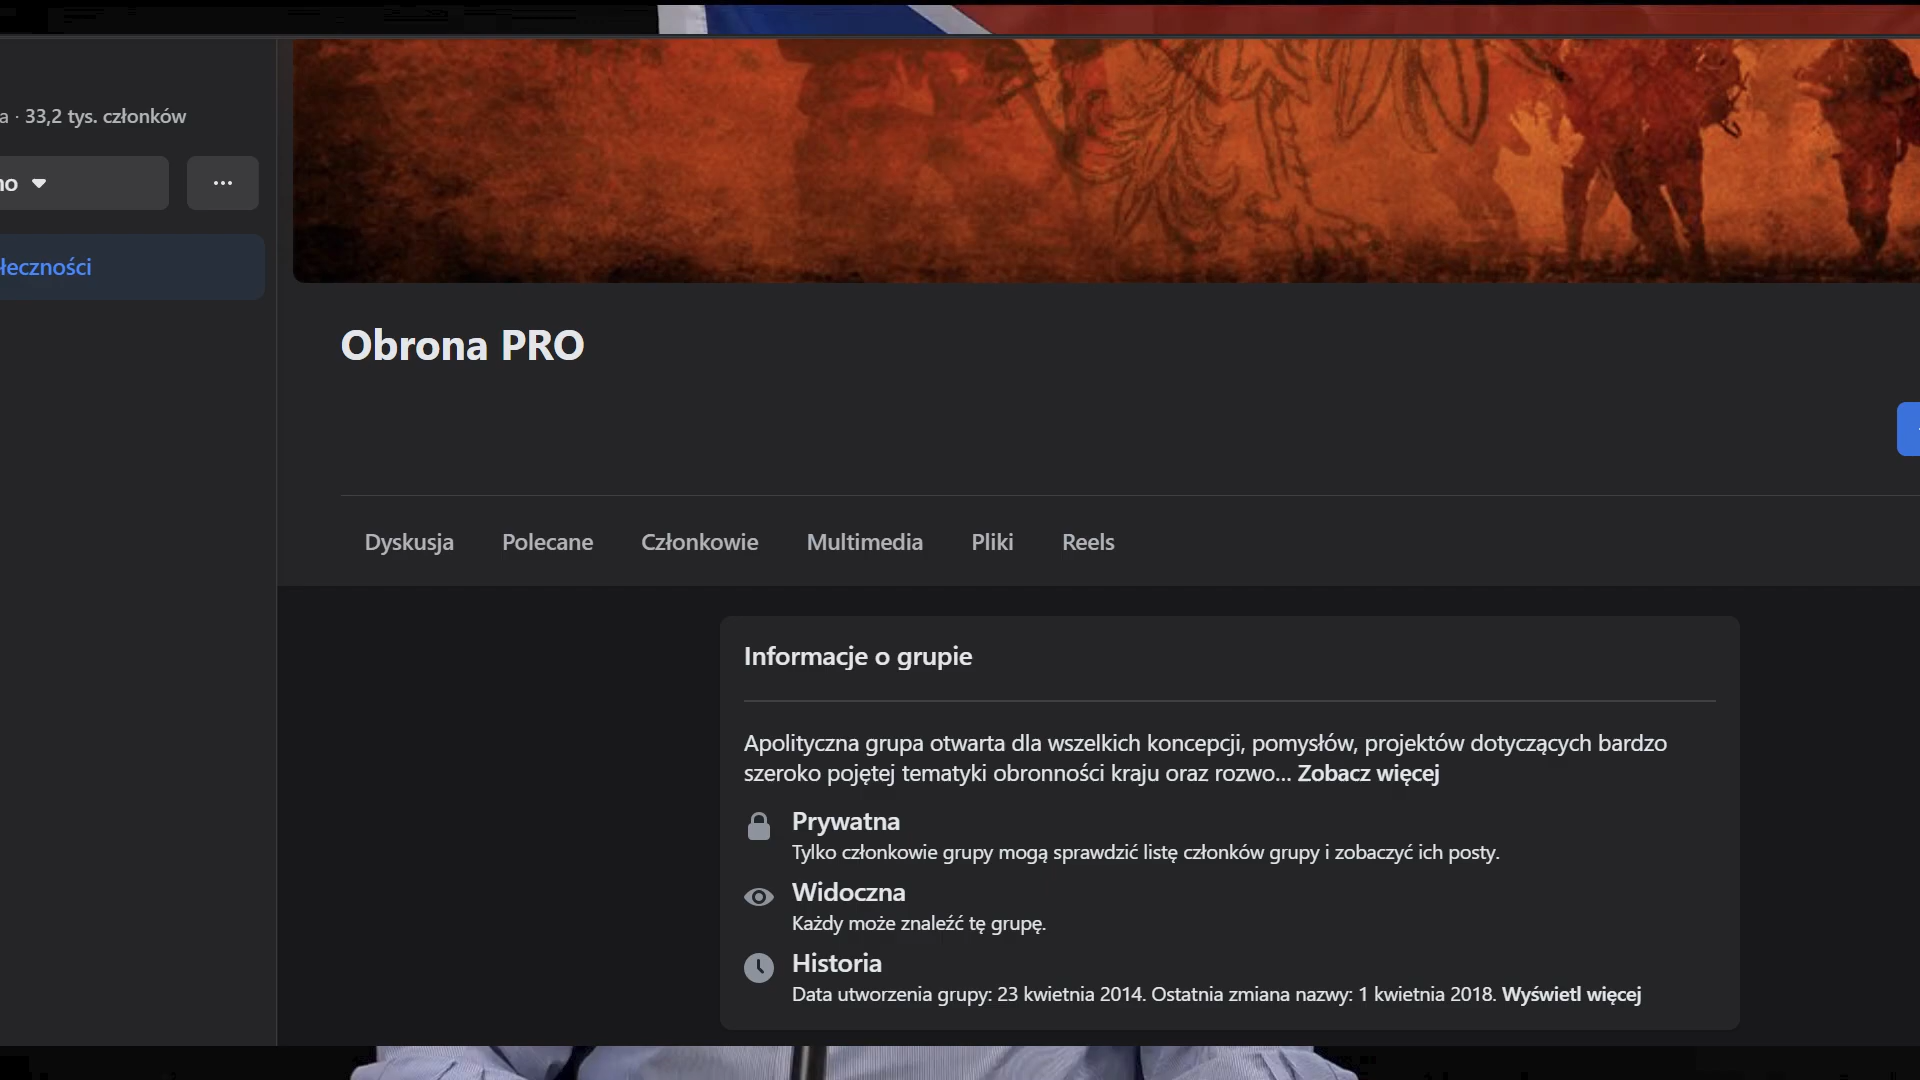 a · 33,2 tys. członków
no
łeczności
Obrona PRO
Dyskusja Polecane Członkowie Multimedia Pliki Reels
Informacje o grupie
Apolityczna grupa otwarta dla wszelkich koncepcji, pomysłów, projektów dotyczących bardzo
szeroko pojętej tematyki obronności kraju oraz rozwo... Zobacz więcej
Prywatna
Tylko członkowie grupy mogą sprawdzić listę członków grupy i zobaczyć ich posty.
Widoczna
Każdy może znaleźć tę grupę.
Historia
Data utworzenia grupy: 23 kwietnia 2014. Ostatnia zmiana nazwy: 1 kwietnia 2018. Wyświetl więcej